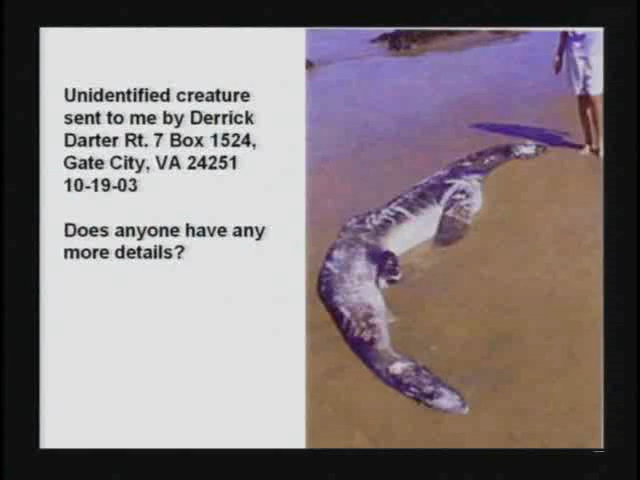 Unidentified creature
sent to me by Derrick
Darter Rt. 7 Box 1524,
Gate City, VA 24251
10-19-03
Does anyone have any
more details?